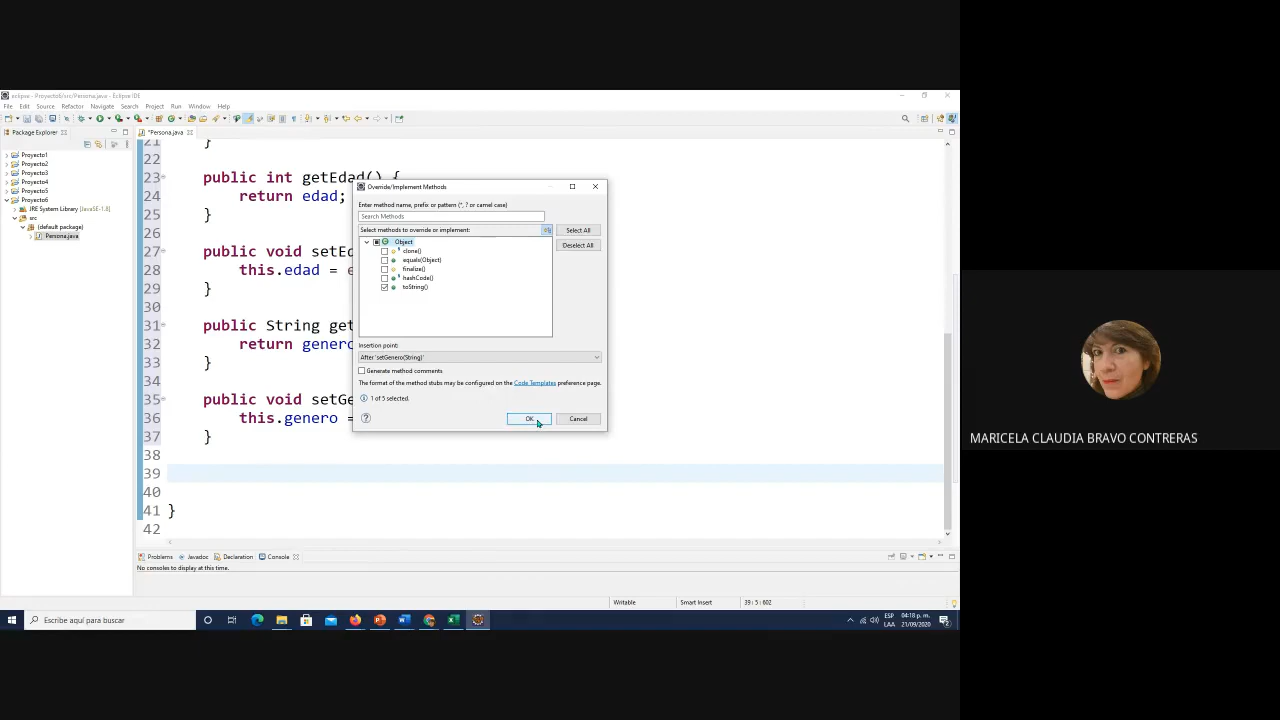 eclipse - Proyecto6/src/Persona.java - Eclipse IDE
File Edit Source Refactor Navigate Search Project Run Window Help
Package Explorer
*Persona.java
Proyecto1
Proyecto2
Proyecto3
Proyecto4
Proyecto5
Proyecto6
JRE System Library [JavaSE-1.8]
src
(default package)
Persona.java
21 }
22
23 public int getEdad() {
24 return edad;
25 }
26
27 public void setEd
28 this.edad = e
29 }
30
31 public String get
32 return genero
33 }
34
35 public void setGe
36 this.genero =
37 }
38
39
40
41 }
42
Override/Implement Methods
Enter method name, prefix or pattern (*, ? or camel case)
Search Methods
Select methods to override or implement:
Select All
Deselect All
Object
clone()
equals(Object)
finalize()
hashCode()
toString()
Insertion point:
After 'setGenero(String)'
Generate method comments
The format of the method stubs may be configured on the Code Templates preference page.
1 of 5 selected.
OK
Cancel
Problems Javadoc Declaration Console
No consoles to display at this time.
Writable Smart Insert 39 : 5 : 602
Escribe aquí para buscar
ESP
LAA
04:18 p. m.
21/09/2020
2
MARICELA CLAUDIA BRAVO CONTRERAS